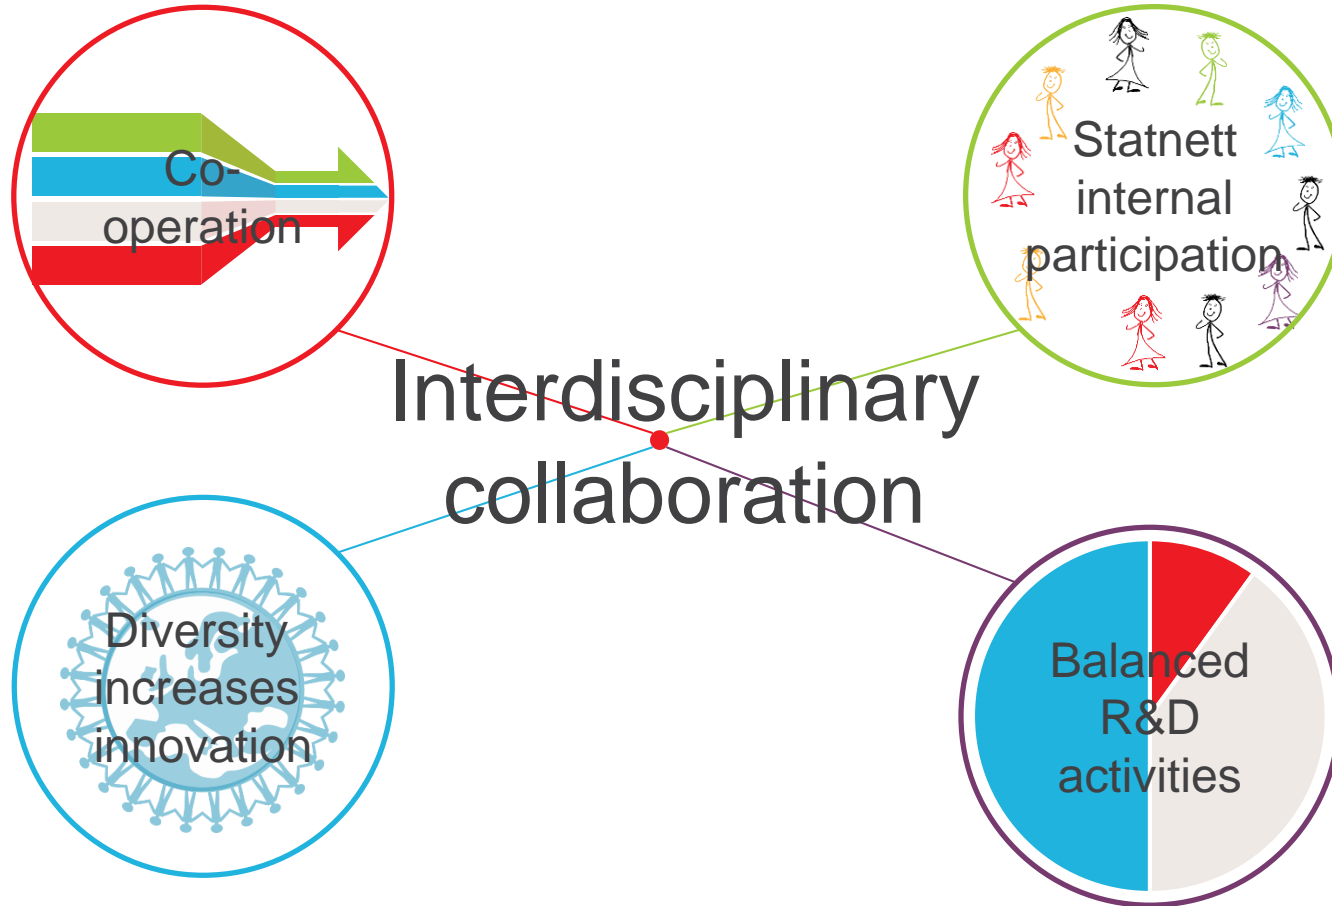 Co-
operation
Statnett
internal
participation
Interdisciplinary
collaboration
Diversity
increases
innovation
Balanced
R&D
activities